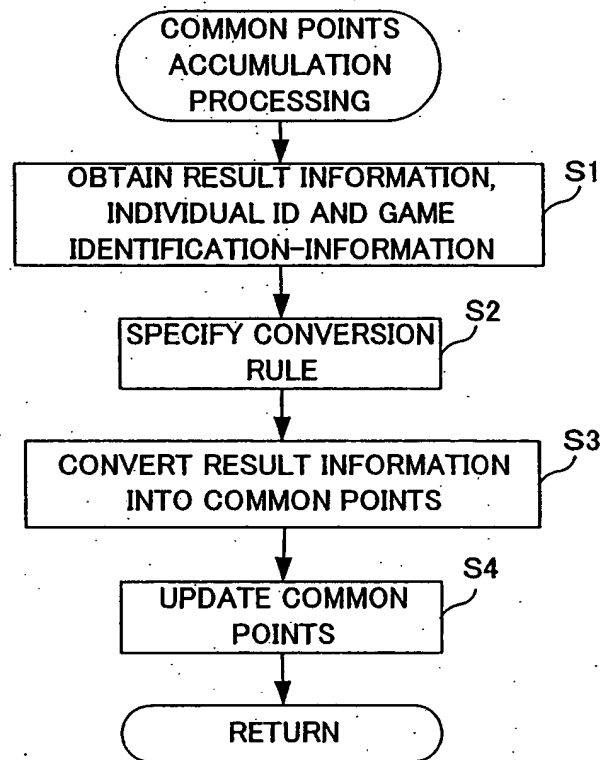 COMMON POINTS
ACCUMULATION
PROCESSING
OBTAIN RESULT INFORMATION,
INDIVIDUAL ID AND GAME
IDENTIFICATION-INFORMATION
S1
SPECIFY CONVERSION
RULE
S2
CONVERT RESULT INFORMATION
INTO COMMON POINTS
S3
UPDATE COMMON
POINTS
S4
RETURN